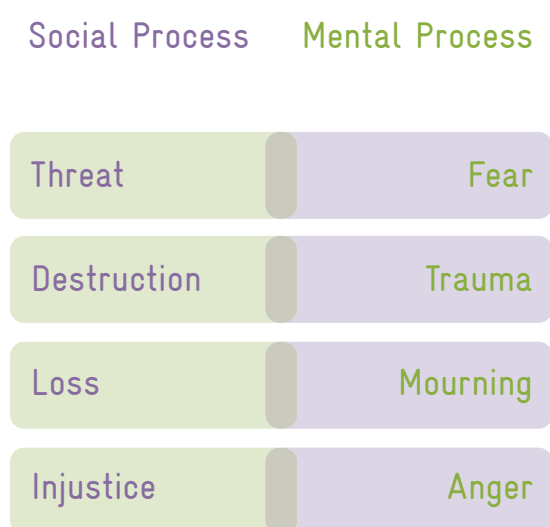 Social Process Mental Process
Threat Fear
Destruction Trauma
Loss Mourning
Injustice Anger